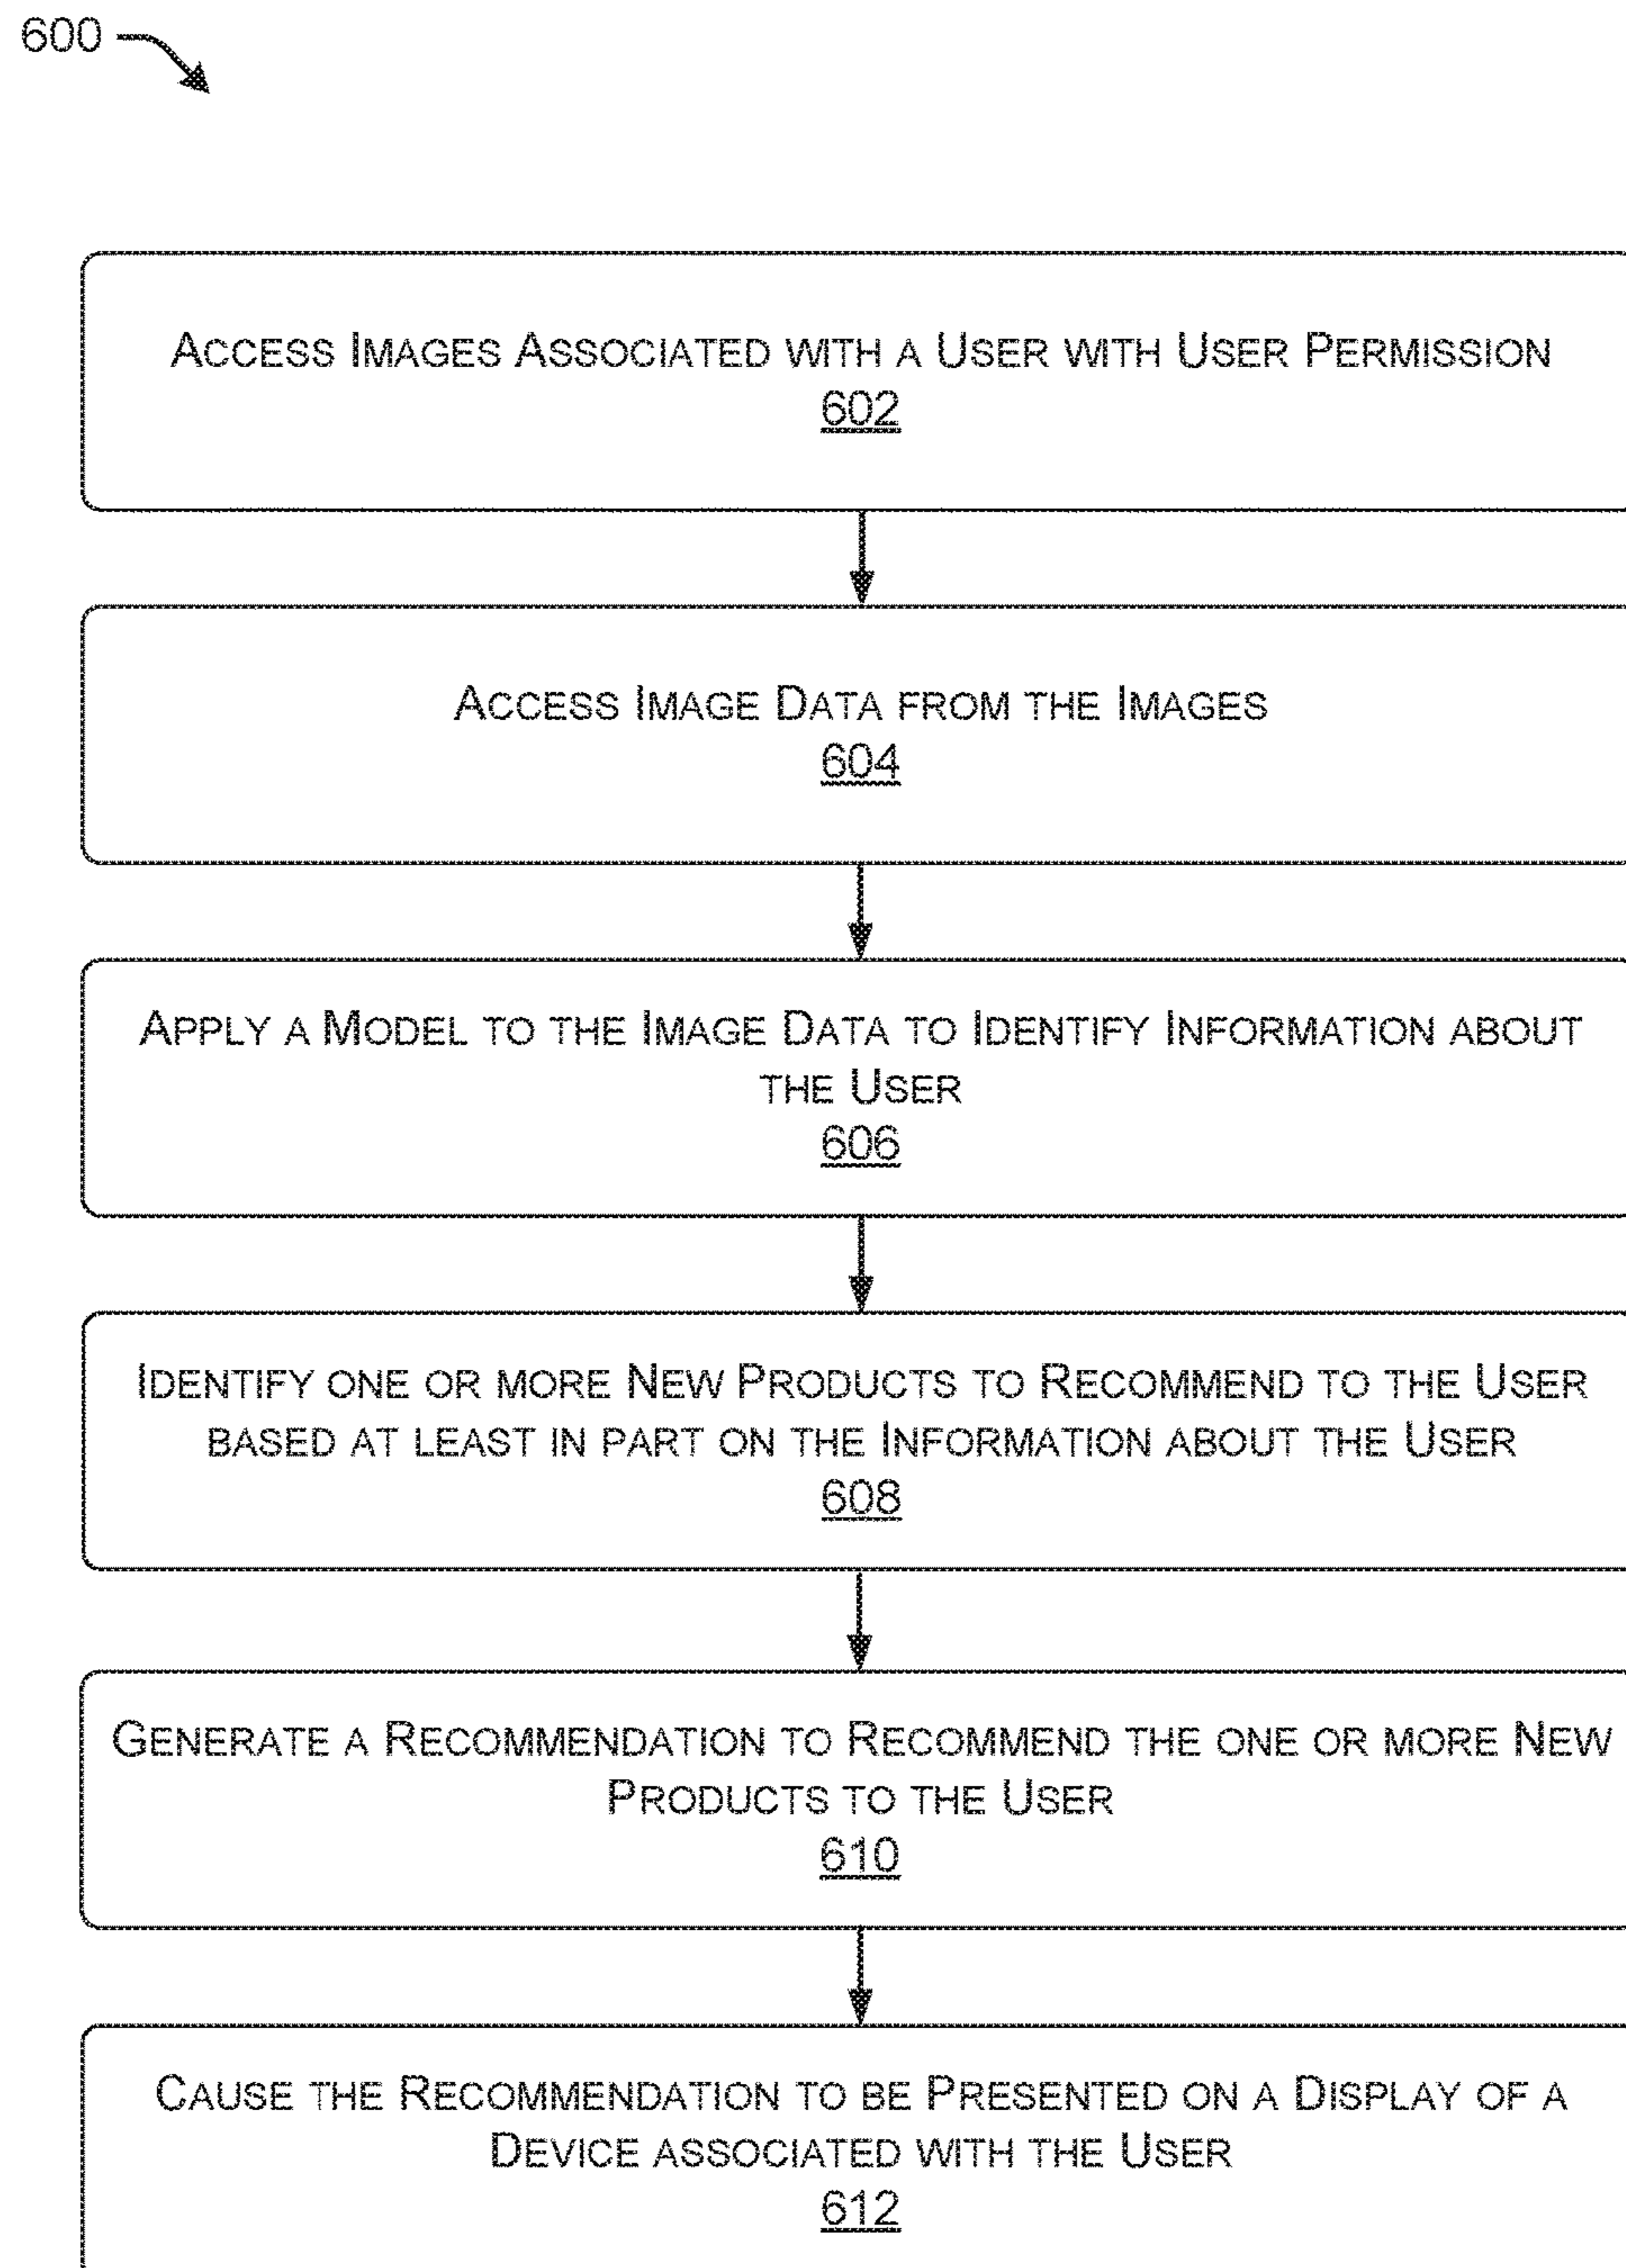 600
ACCESS IMAGES ASSOCIATED WITH A USER WITH USER PERMISSION
602
ACCESS IMAGE DATA FROM THE IMAGES
604
APPLY A MODEL TO THE IMAGE DATA TO IDENTIFY INFORMATION ABOUT
THE USER
606
IDENTIFY ONE OR MORE NEW PRODUCTS TO RECOMMEND TO THE USER
BASED AT LEAST IN PART ON THE INFORMATION ABOUT THE USER
608
GENERATE A RECOMMENDATION TO RECOMMEND THE ONE OR MORE NEW
PRODUCTS TO THE USER
610
CAUSE THE RECOMMENDATION TO BE PRESENTED ON A DISPLAY OF A
DEVICE ASSOCIATED WITH THE USER
612